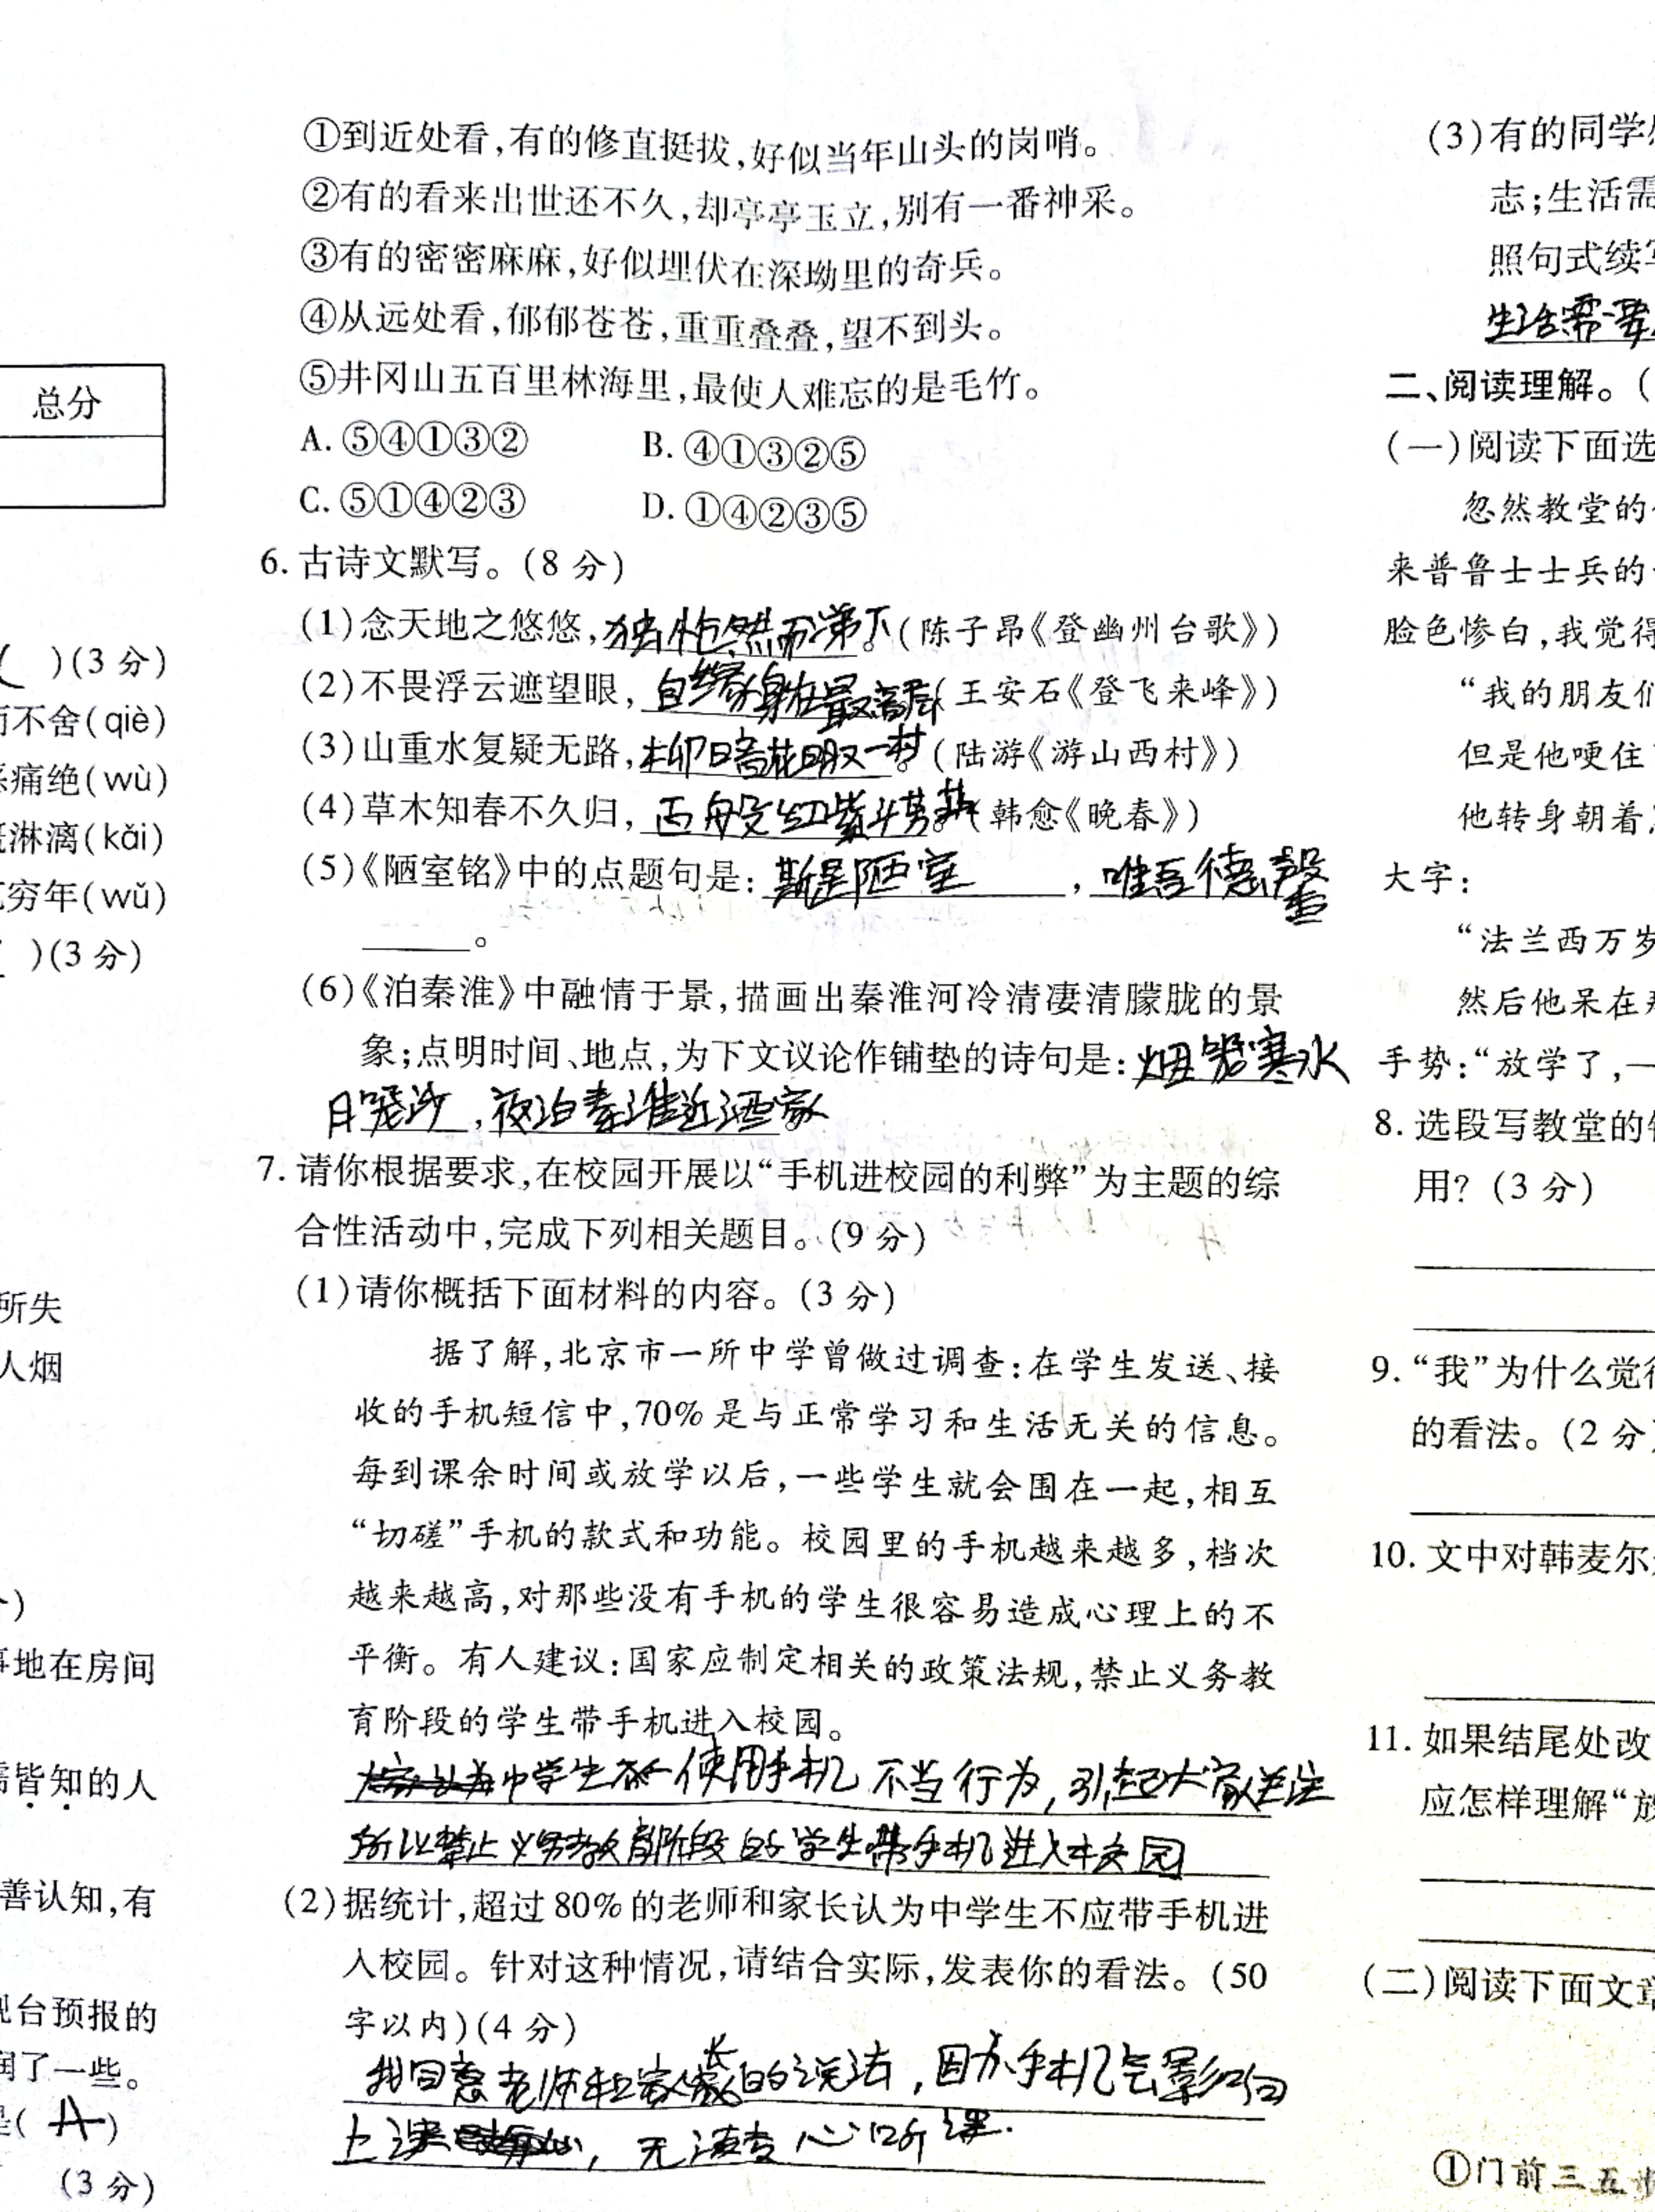 总分
)(3 分)
而不舍(qiè)
恶痛绝(wù)
淋漓(kǎi)
穷年(wǔ)
)(3 分)
所失
人烟
地在房间
皆知的人
善认知,有
台预报的
润了一些。
( A )
(3 分)
①到近处看,有的修直挺拔,好似当年山头的岗哨。
②有的看来出世还不久,却亭亭玉立,别有一番神采。
③有的密密麻麻,好似埋伏在深坳里的奇兵。
④从远处看,郁郁苍苍,重重叠叠,望不到头。
⑤井冈山五百里林海里,最使人难忘的是毛竹。
A. ⑤④①③② B. ④①③②⑤
C. ⑤①④②③ D. ①④②③⑤
6. 古诗文默写。(8 分)
(1)念天地之悠悠,独怆然而涕下。(陈子昂《登幽州台歌》)
(2)不畏浮云遮望眼,自缘身在最高层(王安石《登飞来峰》)
(3)山重水复疑无路,柳暗花明又一村。(陆游《游山西村》)
(4)草木知春不久归,百般红紫斗芳菲。(韩愈《晚春》)
(5)《陋室铭》中的点题句是:斯是陋室,唯吾德馨
。
(6)《泊秦淮》中融情于景,描画出秦淮河冷清凄清朦胧的景
象;点明时间、地点,为下文议论作铺垫的诗句是:烟笼寒水
月笼沙,夜泊秦淮近酒家
7. 请你根据要求,在校园开展以“手机进校园的利弊”为主题的综
合性活动中,完成下列相关题目。(9 分)
(1)请你概括下面材料的内容。(3 分)
据了解,北京市一所中学曾做过调查:在学生发送、接
收的手机短信中,70%是与正常学习和生活无关的信息。
每到课余时间或放学以后,一些学生就会围在一起,相互
“切磋”手机的款式和功能。校园里的手机越来越多,档次
越来越高,对那些没有手机的学生很容易造成心理上的不
平衡。有人建议:国家应制定相关的政策法规,禁止义务教
育阶段的学生带手机进入校园。
中学生使用手机不当行为,引起大家关注
所以禁止义务教育阶段的学生带手机进入校园
(2)据统计,超过 80%的老师和家长认为中学生不应带手机进
入校园。针对这种情况,请结合实际,发表你的看法。(50
字以内)(4 分)
我同意老师和家长的说法,因为手机会影响
上课,无法专心听课.
(3)有的同学
志;生活需
照句式续写
生活需要
二、阅读理解。(
(一)阅读下面选
忽然教堂的
来普鲁士士兵的
脸色惨白,我觉得
“我的朋友们
但是他哽住
他转身朝着
大字:
“法兰西万岁
然后他呆在
手势:“放学了,
8. 选段写教堂的
用? (3 分)
9. “我”为什么觉得
的看法。(2 分)
10. 文中对韩麦尔
11. 如果结尾处改
应怎样理解“放
(二)阅读下面文章
①门前三五